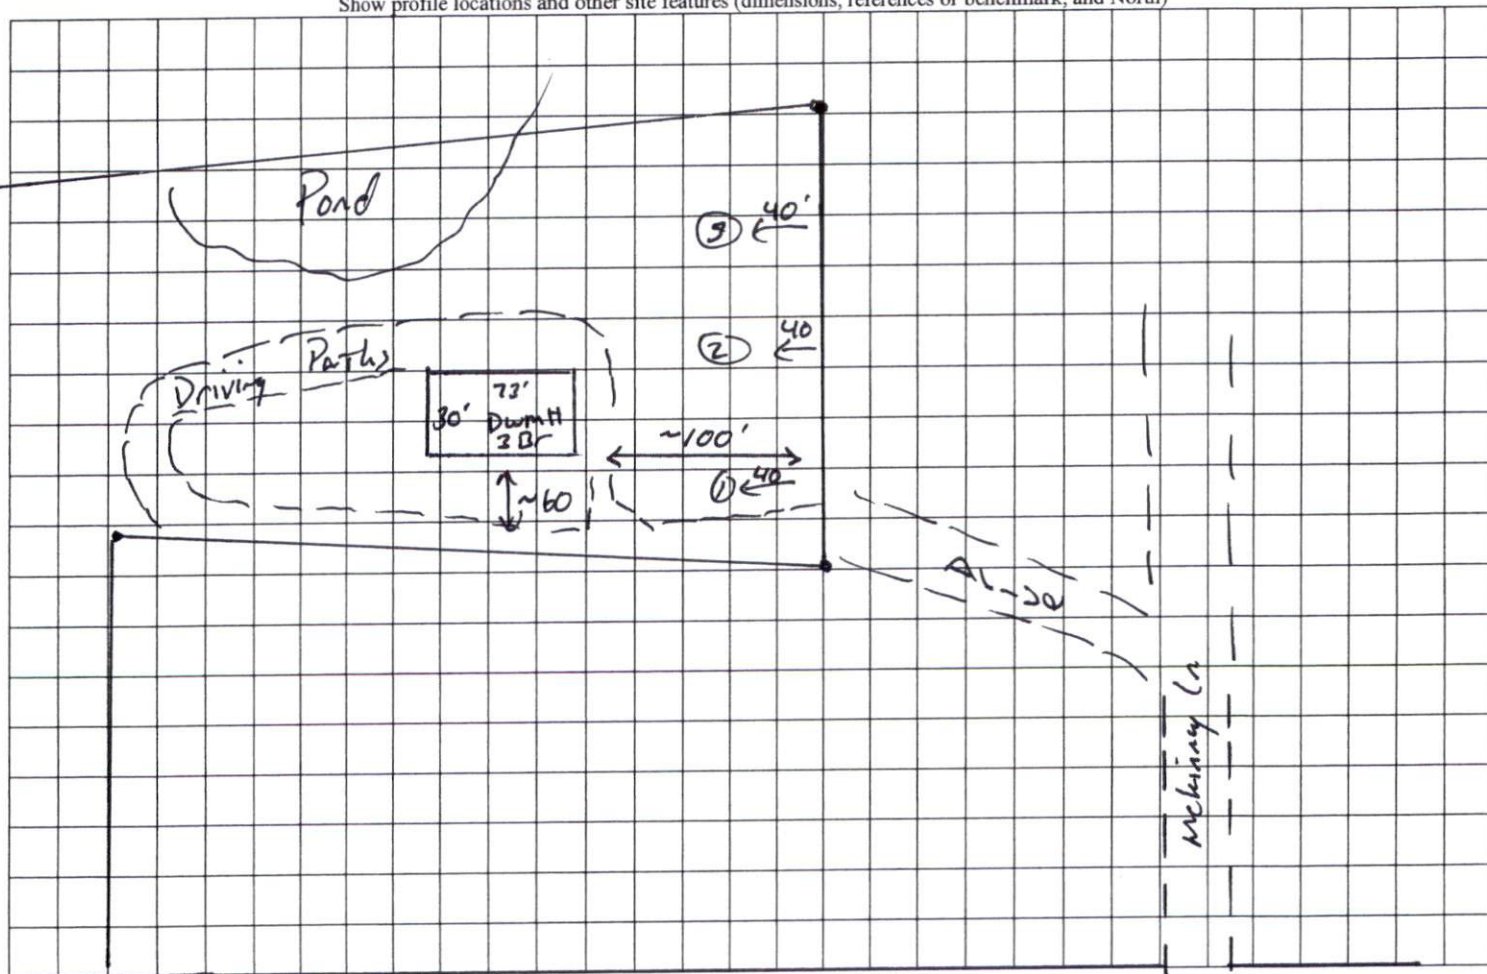 Show profile locations and other site features (dimensions, references or benchmark, and North)
Pond
③ 40'
② 40
Driving Paths
73'
30' DwmH
3 Br
~100'
① 40
~60
Mckinney Ln